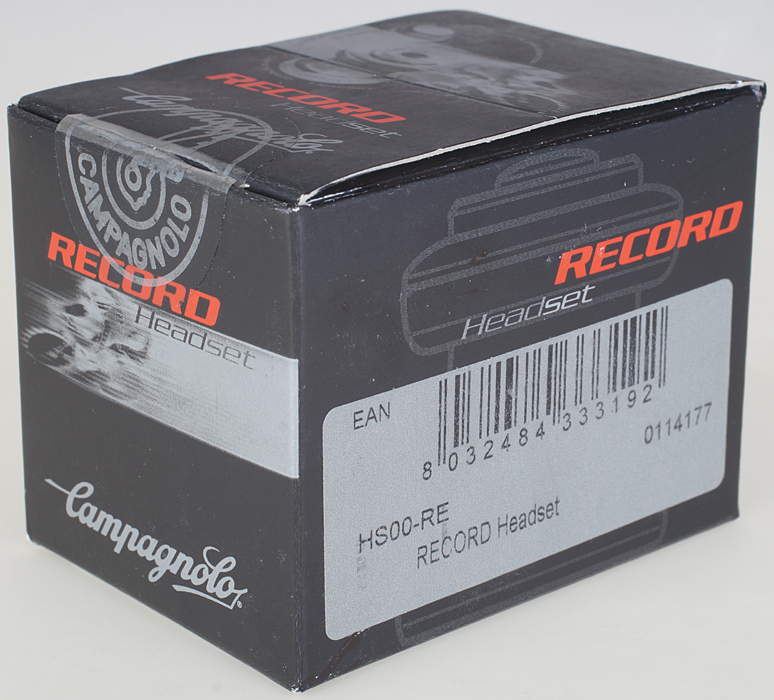 RECORD
Headset
Campagnolo
CAMPAGNOLO
RECORD
Headset
Campagnolo
RECORD
Headset
EAN
8 032484 333192
0114177
HS00-RE
RECORD Headset